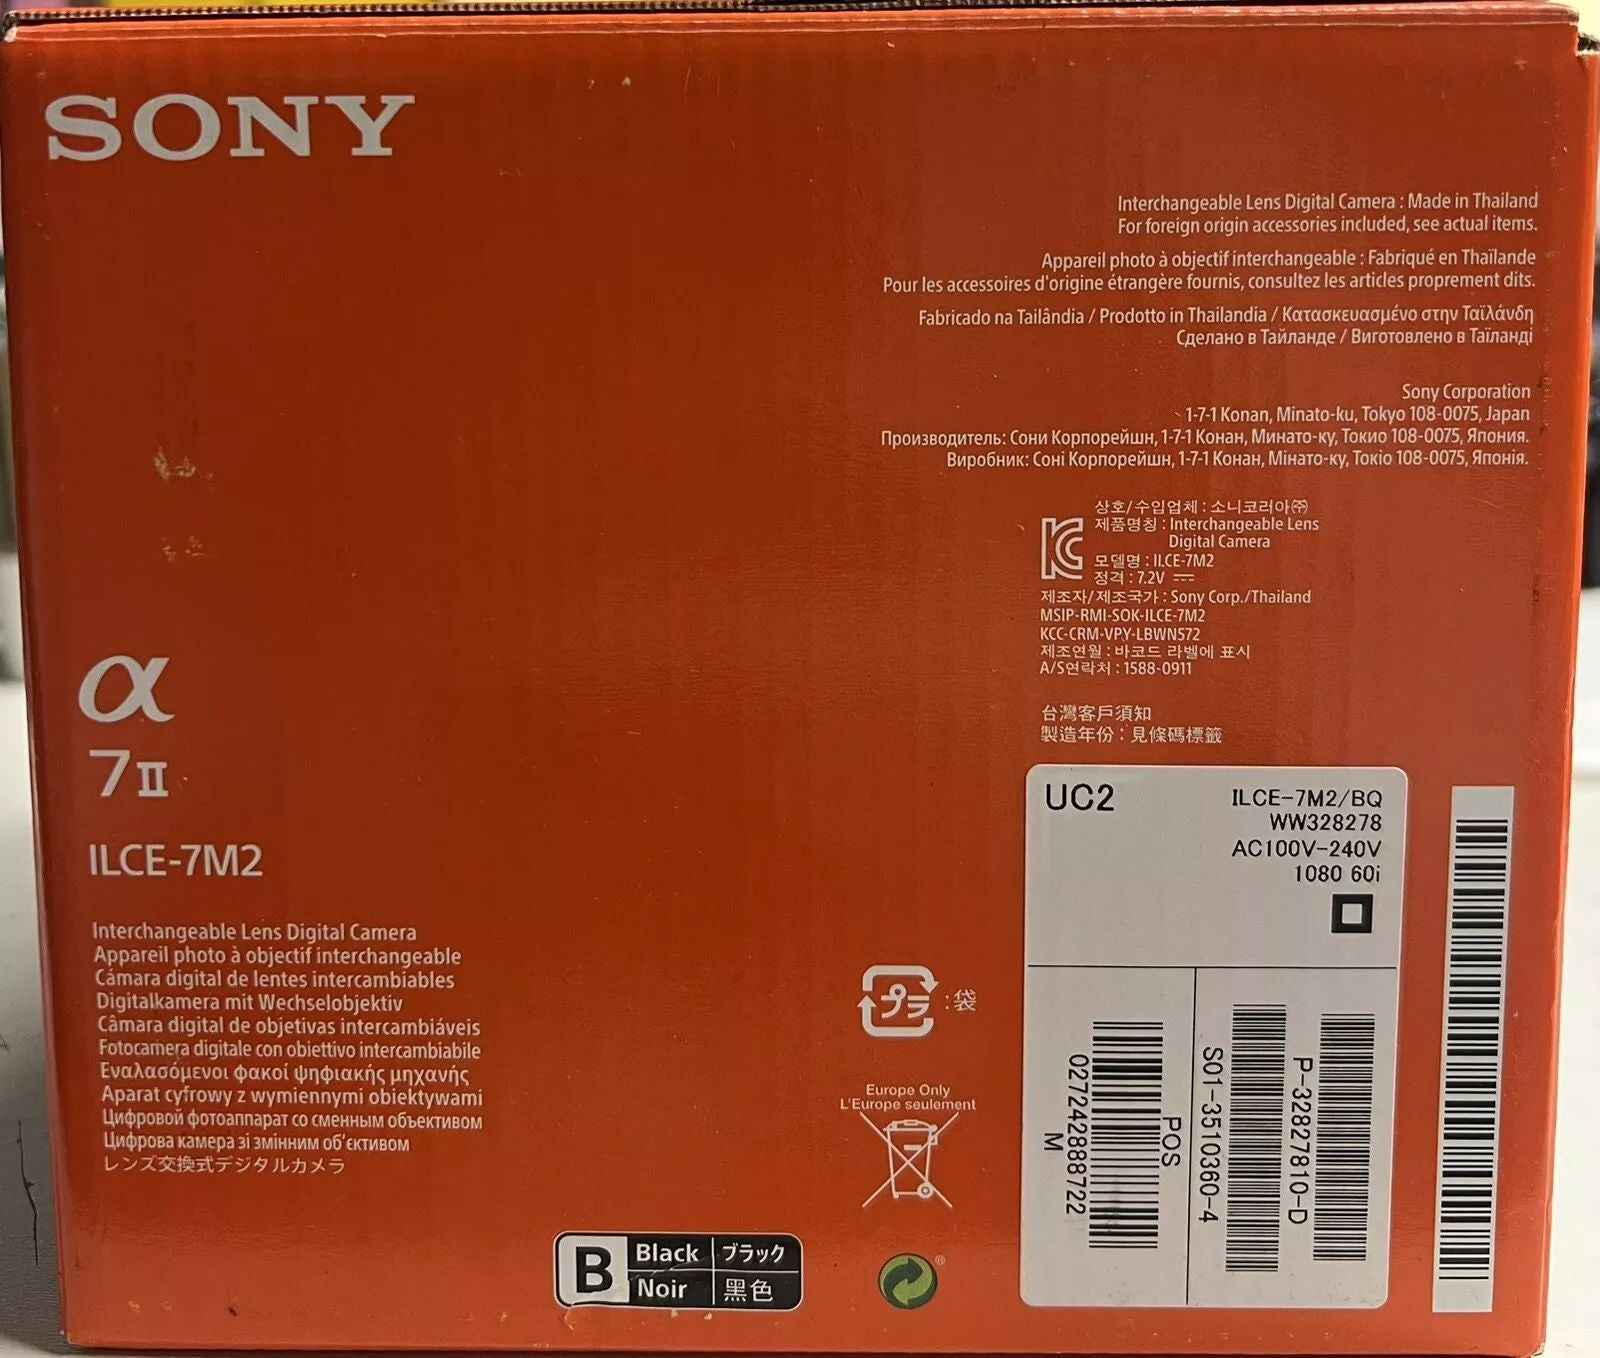 SONY
Interchangeable Lens Digital Camera : Made in Thailand
For foreign origin accessories included, see actual items.
Appareil photo à objectif interchangeable : Fabriqué en Thaïlande
Pour les accessoires d'origine étrangère fournis, consultez les articles proprement dits.
Fabricado na Tailândia / Prodotto in Thailandia / Κατασκευασμένο στην Ταϊλάνδη
Сделано в Тайланде / Виготовлено в Таїланді
Sony Corporation
1-7-1 Konan, Minato-ku, Tokyo 108-0075, Japan
Производитель: Сони Корпорейшн, 1-7-1 Конан, Минато-ку, Токио 108-0075, Япония.
Виробник: Соні Корпорейшн, 1-7-1 Конан, Мінато-ку, Токіо 108-0075, Японія.
상호/수입업체 : 소니코리아㈜
제품명칭 : Interchangeable Lens
Digital Camera
모델명 : ILCE-7M2
정격 : 7.2V ⎓
제조자/제조국가 : Sony Corp./Thailand
MSIP-RMI-SOK-ILCE-7M2
KCC-CRM-VPY-LBWN572
제조연월 : 바코드 라벨에 표시
A/S연락처 : 1588-0911
台灣客戶須知
製造年份 : 見條碼標籤
α
7II
ILCE-7M2
Interchangeable Lens Digital Camera
Appareil photo à objectif interchangeable
Cámara digital de lentes intercambiables
Digitalkamera mit Wechselobjektiv
Câmara digital de objetivas intercambiáveis
Fotocamera digitale con obiettivo intercambiabile
Εναλασόμενοι φακοί ψηφιακής μηχανής
Aparat cyfrowy z wymiennymi obiektywami
Цифровой фотоаппарат со сменным объективом
Цифрова камера зі змінним об'єктивом
レンズ交換式デジタルカメラ
プラ : 袋
Europe Only
L'Europe seulement
B Black ブラック
Noir 黑色
UC2
ILCE-7M2/BQ
WW328278
AC100V-240V
1080 60i
POS
027242888722
M
S01-3510360-4
P-32827810-D